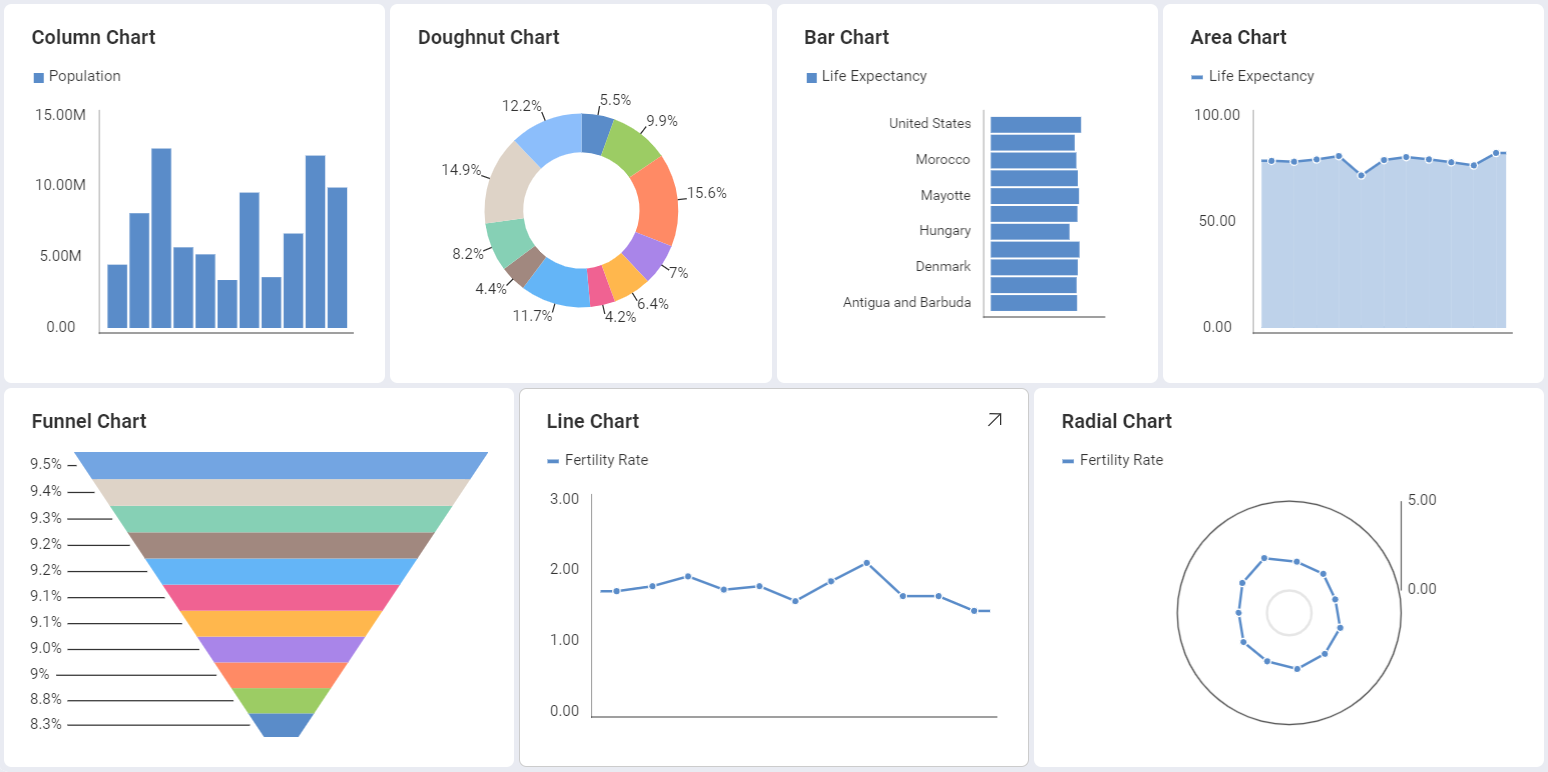 Column Chart
Population
15.00M
10.00M
5.00M
0.00
Doughnut Chart
5.5%
9.9%
15.6%
7%
6.4%
4.2%
11.7%
4.4%
8.2%
14.9%
12.2%
Bar Chart
Life Expectancy
United States
Morocco
Mayotte
Hungary
Denmark
Antigua and Barbuda
Area Chart
Life Expectancy
100.00
50.00
0.00
Funnel Chart
9.5%
9.4%
9.3%
9.2%
9.2%
9.1%
9.1%
9.0%
9%
8.8%
8.3%
Line Chart
Fertility Rate
3.00
2.00
1.00
0.00
Radial Chart
Fertility Rate
5.00
0.00